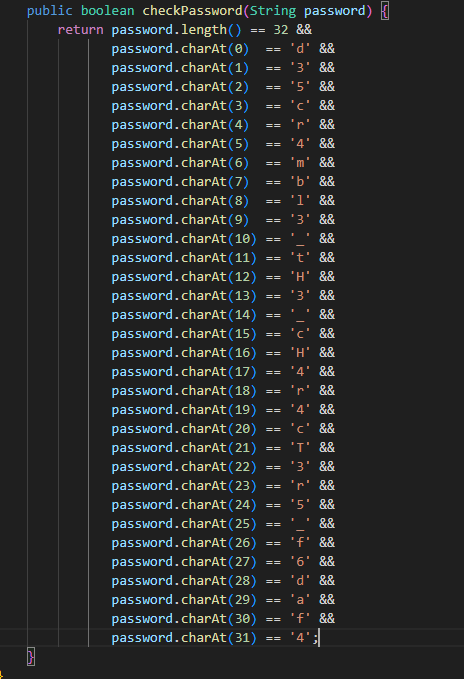 public boolean checkPassword(String password) {
return password.length() == 32 &&
password.charAt(0)  == 'd' &&
password.charAt(1)  == '3' &&
password.charAt(2)  == '5' &&
password.charAt(3)  == 'c' &&
password.charAt(4)  == 'r' &&
password.charAt(5)  == '4' &&
password.charAt(6)  == 'm' &&
password.charAt(7)  == 'b' &&
password.charAt(8)  == 'l' &&
password.charAt(9)  == '3' &&
password.charAt(10) == '_' &&
password.charAt(11) == 't' &&
password.charAt(12) == 'H' &&
password.charAt(13) == '3' &&
password.charAt(14) == '_' &&
password.charAt(15) == 'c' &&
password.charAt(16) == 'H' &&
password.charAt(17) == '4' &&
password.charAt(18) == 'r' &&
password.charAt(19) == '4' &&
password.charAt(20) == 'c' &&
password.charAt(21) == 'T' &&
password.charAt(22) == '3' &&
password.charAt(23) == 'r' &&
password.charAt(24) == '5' &&
password.charAt(25) == '_' &&
password.charAt(26) == 'f' &&
password.charAt(27) == '6' &&
password.charAt(28) == 'd' &&
password.charAt(29) == 'a' &&
password.charAt(30) == 'f' &&
password.charAt(31) == '4';
}
}